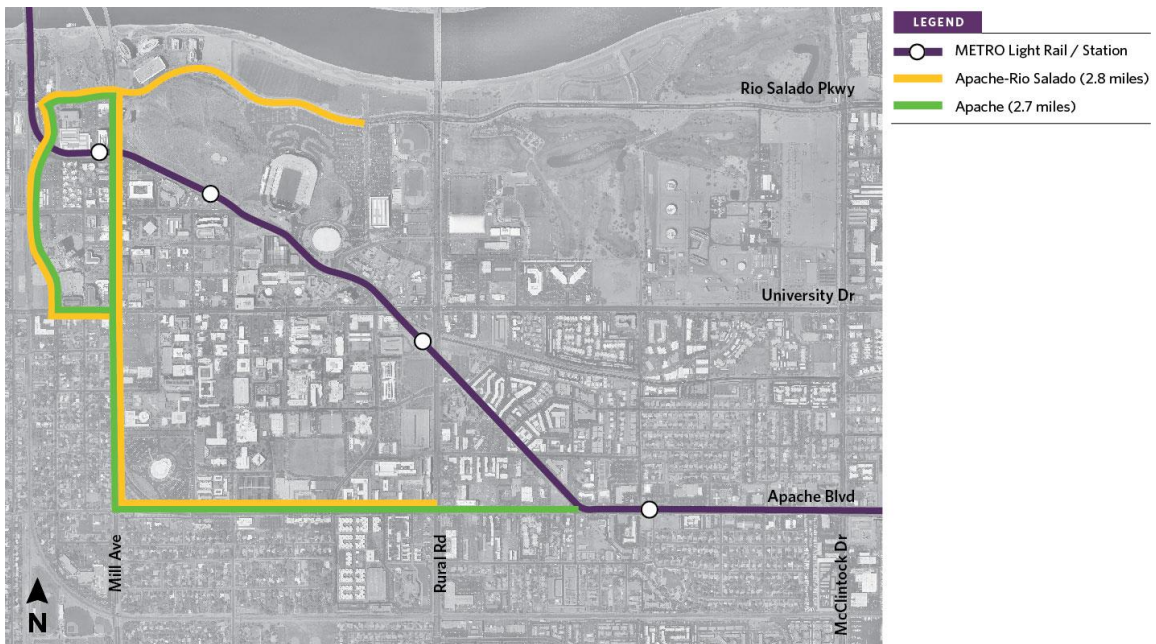 LEGEND
METRO Light Rail / Station
Apache-Rio Salado (2.8 miles)
Apache (2.7 miles)
Rio Salado Pkwy
University Dr
Apache Blvd
Mill Ave
Rural Rd
McClintock Dr
N